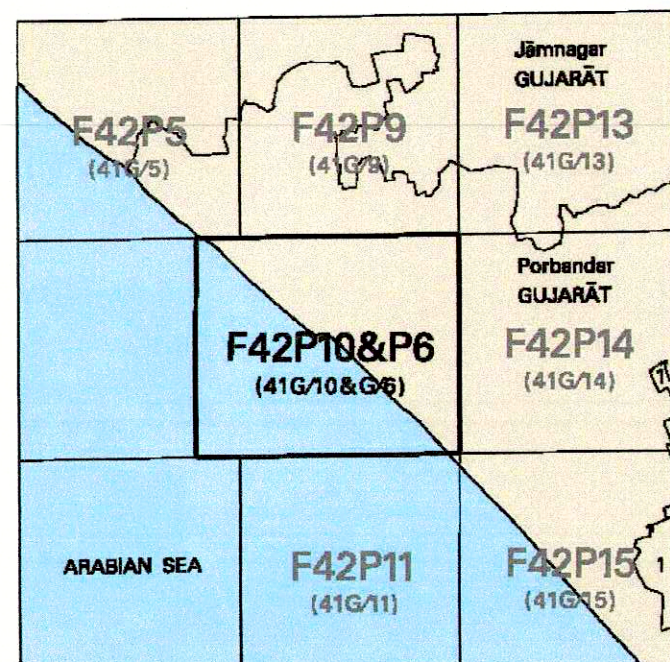 Jāmnagar
GUJARĀT
F42P5
(41G/5)
F42P9
(41G/9)
F42P13
(41G/13)
Porbandar
GUJARĀT
F42P10&P6
(41G/10&G/6)
F42P14
(41G/14)
ARABIAN SEA
F42P11
(41G/11)
F42P15
(41G/15)
1